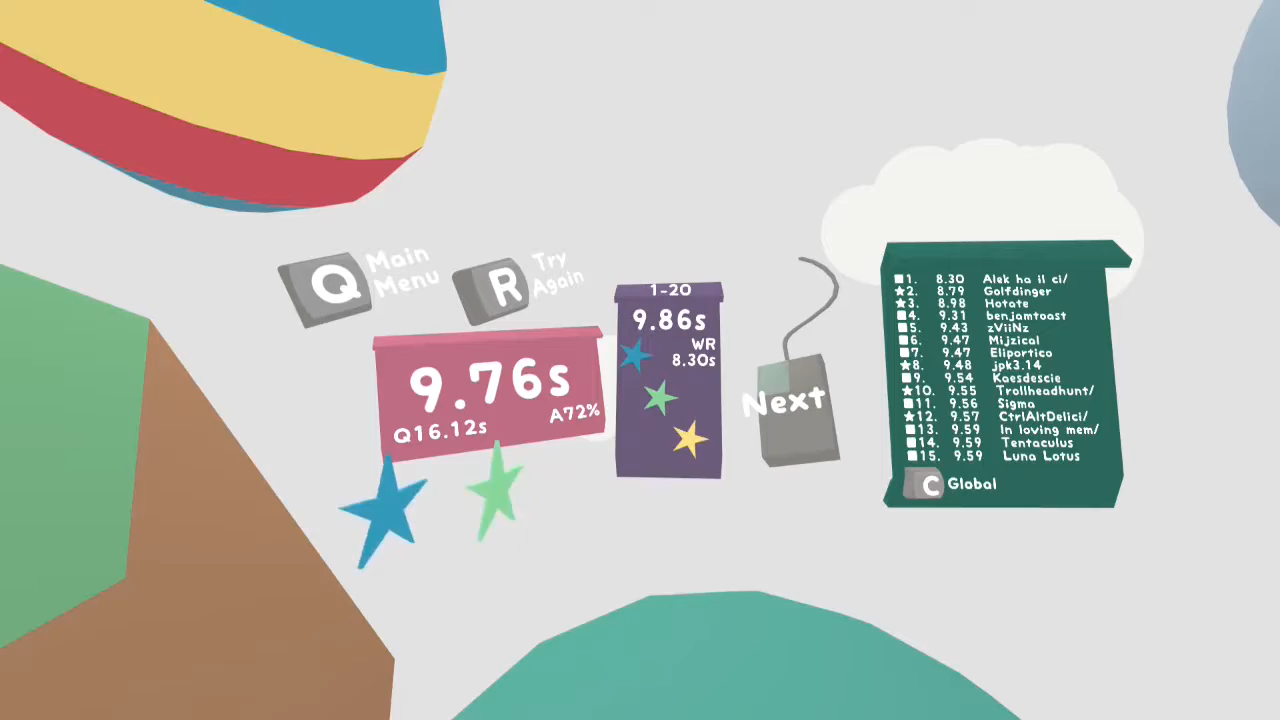 Q Main Menu
R Try Again
9.76s
Q16.12s
A72%
1-20
9.86s
WR
8.30s
Next
1. 8.30 Alek ha il cl/
2. 8.79 Golfdinger
3. 8.98 Hotate
4. 9.31 benjamtoast
5. 9.43 zViiNz
6. 9.47 Mijzical
7. 9.47 Eliportico
8. 9.48 jpk3.14
9. 9.54 Kaesdescie
10. 9.55 Trollheadhunt/
11. 9.56 Sigma
12. 9.57 CtrlAltDelici/
13. 9.59 In loving mem/
14. 9.59 Tentaculus
15. 9.59 Luna Lotus
C Global